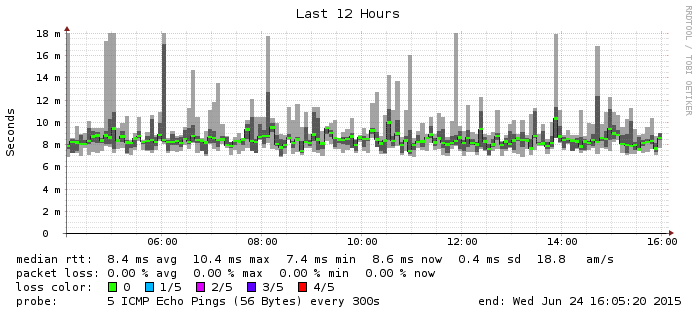 Last 12 Hours
RRDTOOL / TOBI OETIKER
Seconds
18 m
16 m
14 m
12 m
10 m
8 m
6 m
4 m
2 m
0
06:00 08:00 10:00 12:00 14:00 16:00
median rtt: 8.4 ms avg 10.4 ms max 7.4 ms min 8.6 ms now 0.4 ms sd 18.8 am/s
packet loss: 0.00 % avg 0.00 % max 0.00 % min 0.00 % now
loss color: 0 1/5 2/5 3/5 4/5
probe: 5 ICMP Echo Pings (56 Bytes) every 300s end: Wed Jun 24 16:05:20 2015